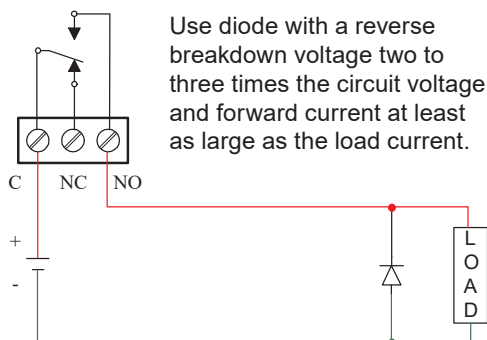 Use diode with a reverse
breakdown voltage two to
three times the circuit voltage
and forward current at least
as large as the load current.
C NC NO
+
-
L
O
A
D